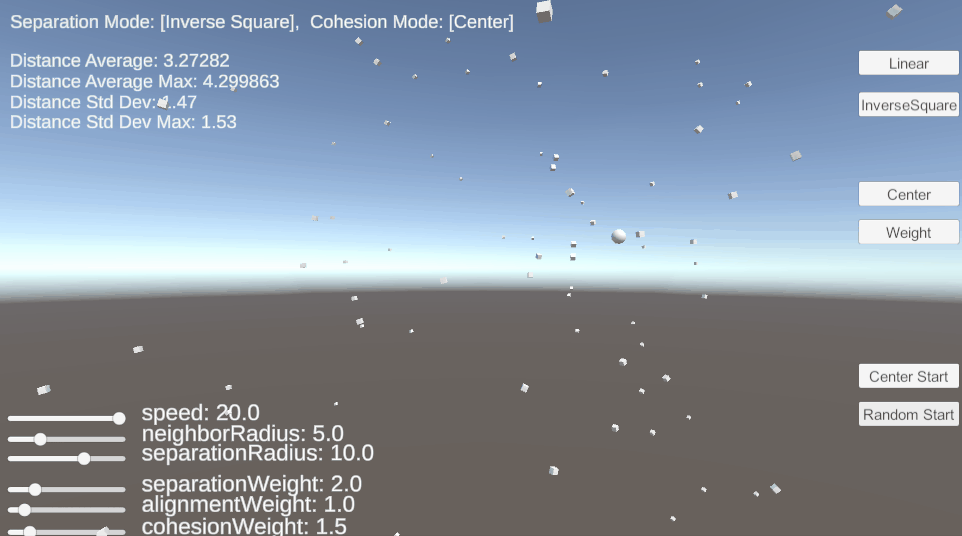 Separation Mode: [Inverse Square],  Cohesion Mode: [Center]
Distance Average: 3.27282
Distance Average Max: 4.299863
Distance Std Dev: 1.47
Distance Std Dev Max: 1.53
Linear
InverseSquare
Center
Weight
Center Start
Random Start
speed: 20.0
neighborRadius: 5.0
separationRadius: 10.0
separationWeight: 2.0
alignmentWeight: 1.0
cohesionWeight: 1.5